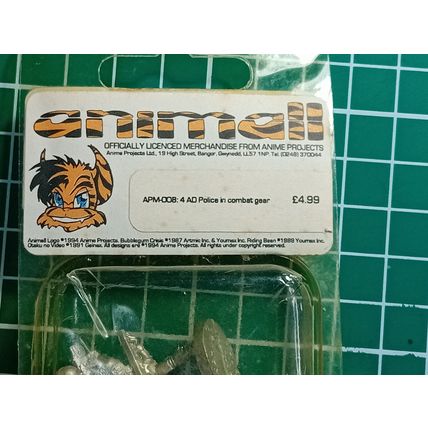 animall
OFFICIALLY LICENCED MERCHANDISE FROM ANIME PROJECTS
Anime Projects Ltd., 19 High Street, Bangor, Gwynedd, LL57 1NP. Tel: (0248) 370044
APM-008: 4 AD Police in combat gear £4.99
Animall Logo ©1994 Anime Projects. Bubblegum Crisis ©1987 Artmic Inc. & Youmex Inc. Riding Bean ©1989 Youmex Inc.
Otaku no Video ©1991 Gainax. All designs are ©1994 Anime Projects. All rights under copyright reserved.